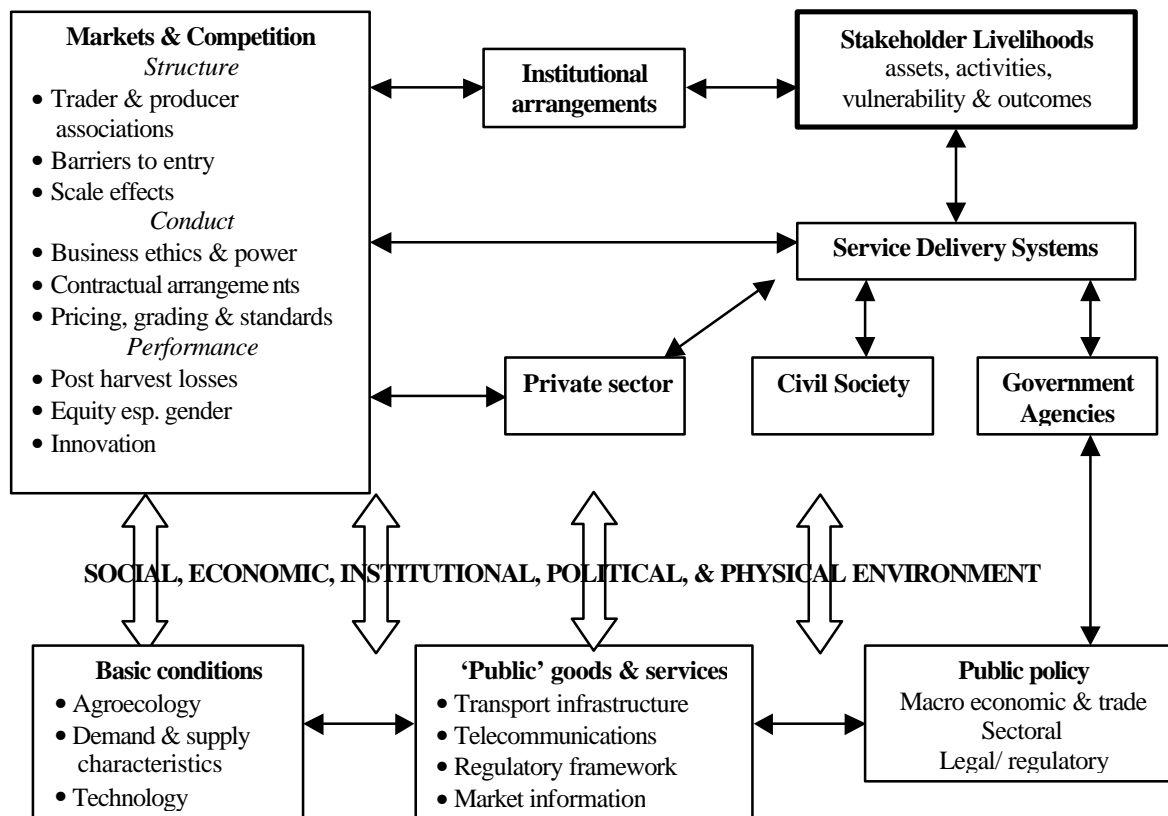 Markets & Competition
Structure
• Trader & producer
associations
• Barriers to entry
• Scale effects
Conduct
• Business ethics & power
• Contractual arrangements
• Pricing, grading & standards
Performance
• Post harvest losses
• Equity esp. gender
• Innovation
Institutional
arrangements
Stakeholder Livelihoods
assets, activities,
vulnerability & outcomes
Service Delivery Systems
Private sector
Civil Society
Government
Agencies
SOCIAL, ECONOMIC, INSTITUTIONAL, POLITICAL, & PHYSICAL ENVIRONMENT
Basic conditions
• Agroecology
• Demand & supply
characteristics
• Technology
‘Public’ goods & services
• Transport infrastructure
• Telecommunications
• Regulatory framework
• Market information
Public policy
Macro economic & trade
Sectoral
Legal/ regulatory